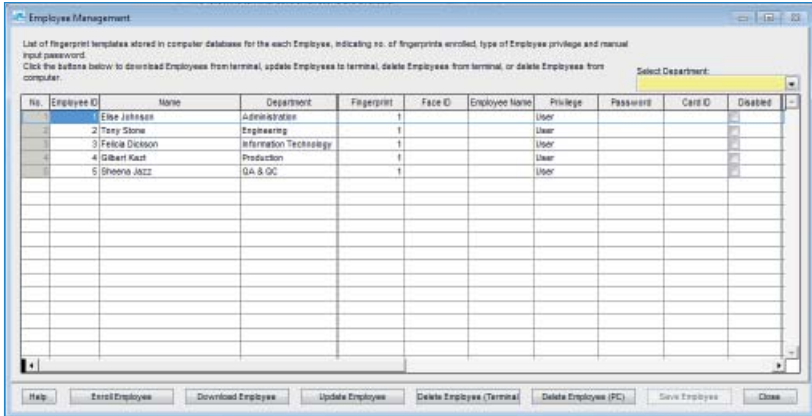 Employee Management
List of fingerprint templates stored in computer database for the each Employee, indicating no. of fingerprints enrolled, type of Employee privilege and manual
input password.
Click the buttons below to download Employees from terminal, update Employees to terminal, delete Employees from terminal, or delete Employees from
computer.
Select Department:
No. Employee ID Name Department Fingerprint Face ID Employee Name Privilege Password Card ID Disabled
1 1 Elise Johnson Administration 1 User
2 2 Tony Stone Engineering 1 User
3 3 Felicia Dickson Information Technology 1 User
4 4 Gilbert Kazt Production 1 User
5 5 Sheena Jazz QA & QC 1 User
Help Enroll Employee Download Employee Update Employee Delete Employee (Terminal Delete Employee (PC) Save Employee Close